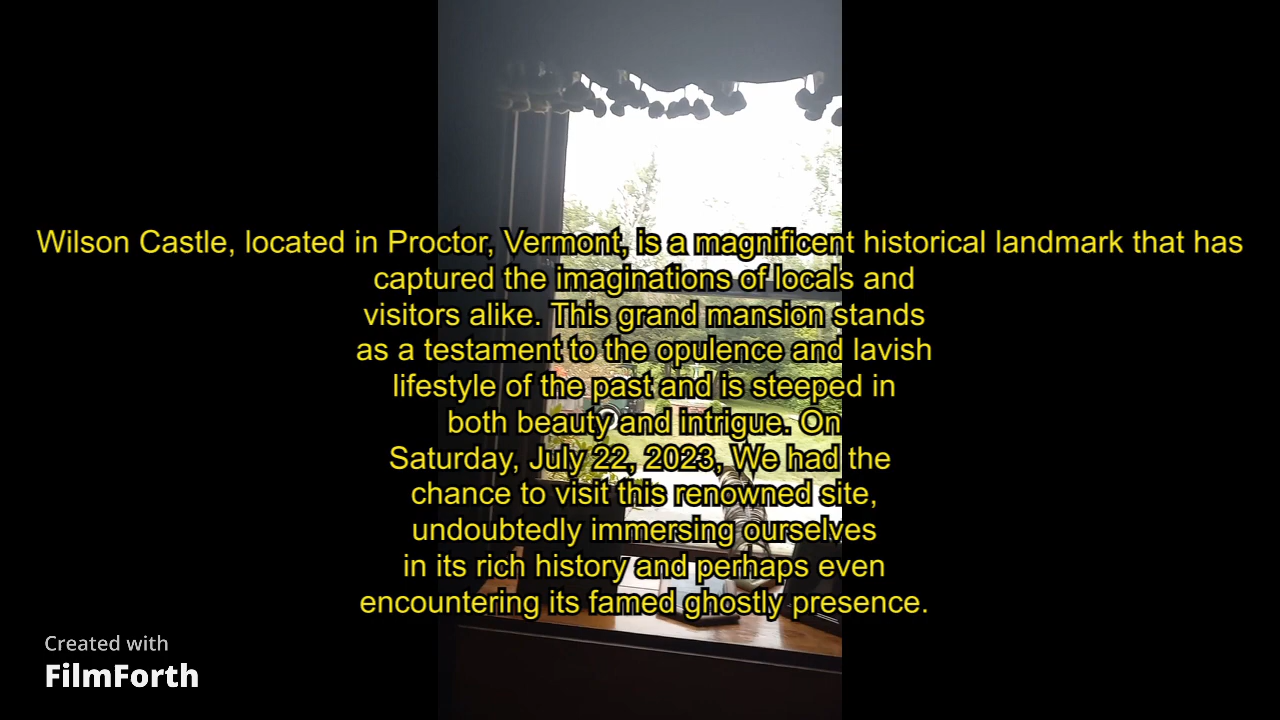 Wilson Castle, located in Proctor, Vermont, is a magnificent historical landmark that has
captured the imaginations of locals and
visitors alike. This grand mansion stands
as a testament to the opulence and lavish
lifestyle of the past and is steeped in
both beauty and intrigue. On
Saturday, July 22, 2023, We had the
chance to visit this renowned site,
undoubtedly immersing ourselves
in its rich history and perhaps even
encountering its famed ghostly presence.
Created with
FilmForth